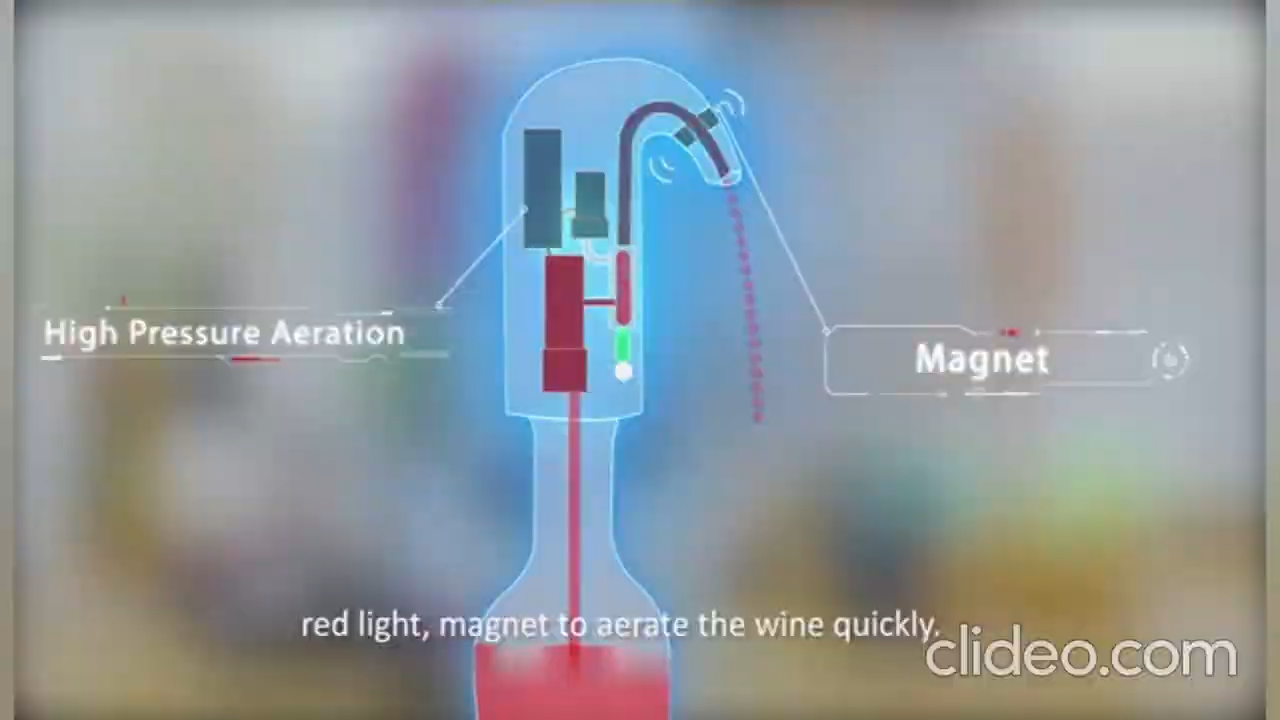 High Pressure Aeration
Magnet
red light, magnet to aerate the wine quickly.
clideo.com